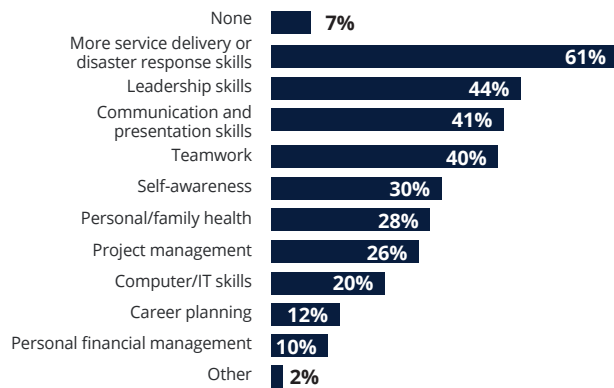 None 7%
More service delivery or
disaster response skills 61%
Leadership skills 44%
Communication and
presentation skills 41%
Teamwork 40%
Self-awareness 30%
Personal/family health 28%
Project management 26%
Computer/IT skills 20%
Career planning 12%
Personal financial management 10%
Other 2%